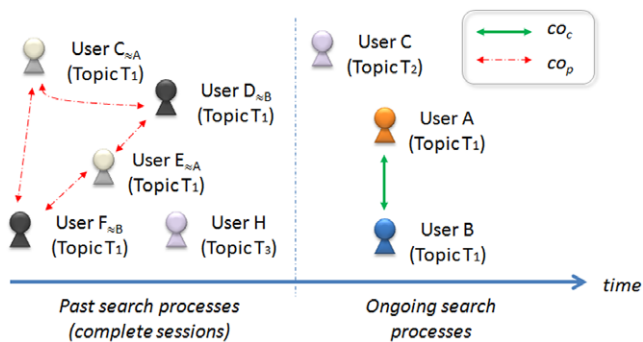 User C≈A
(Topic T1)
User D≈B
(Topic T1)
User E≈A
(Topic T1)
User F≈B
(Topic T1)
User H
(Topic T3)
User C
(Topic T2)
User A
(Topic T1)
User B
(Topic T1)
coc
cop
time
Past search processes
(complete sessions)
Ongoing search
processes